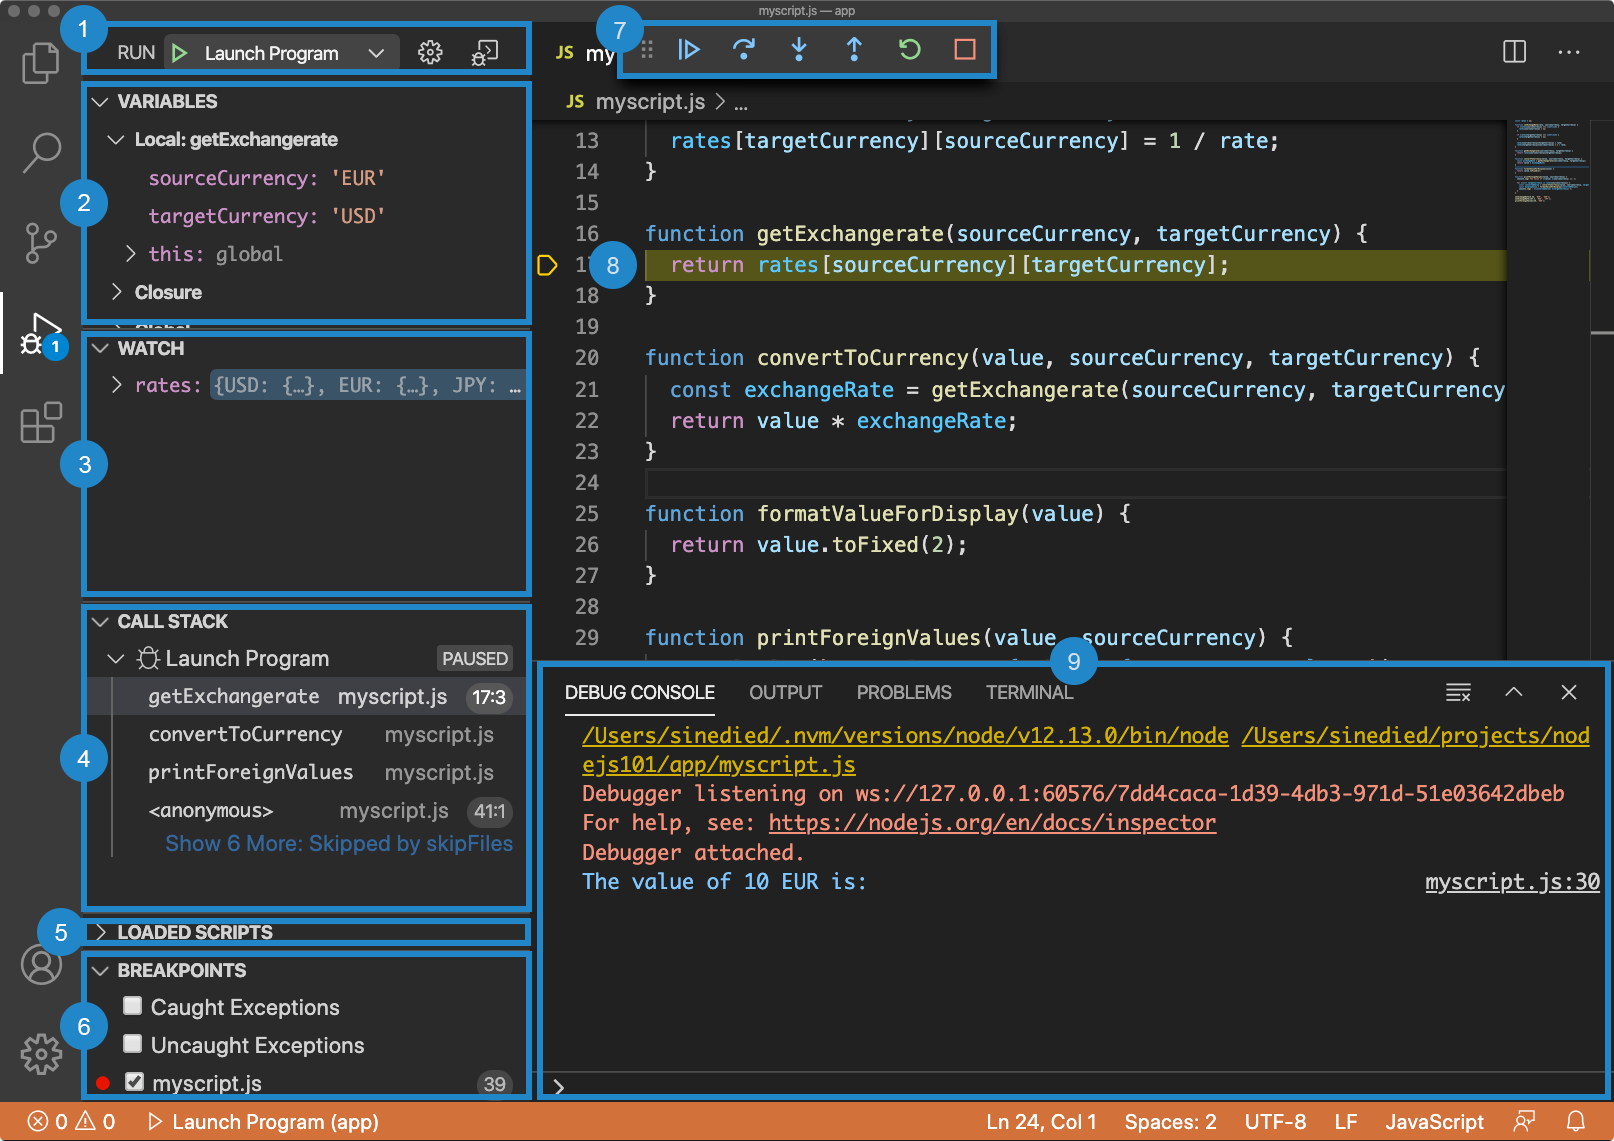 myscript.js — app
1
RUN Launch Program
7
JS my
VARIABLES
Local: getExchangerate
sourceCurrency: 'EUR'
targetCurrency: 'USD'
this: global
Closure
2
1
WATCH
rates: {USD: {…}, EUR: {…}, JPY: …
3
CALL STACK
Launch Program PAUSED
getExchangerate myscript.js 17:3
convertToCurrency myscript.js
printForeignValues myscript.js
<anonymous> myscript.js 41:1
Show 6 More: Skipped by skipFiles
4
5
LOADED SCRIPTS
BREAKPOINTS
Caught Exceptions
Uncaught Exceptions
myscript.js 39
6
JS myscript.js > ...
13 rates[targetCurrency][sourceCurrency] = 1 / rate;
14 }
15
16 function getExchangerate(sourceCurrency, targetCurrency) {
8 return rates[sourceCurrency][targetCurrency];
18 }
19
20 function convertToCurrency(value, sourceCurrency, targetCurrency) {
21 const exchangeRate = getExchangerate(sourceCurrency, targetCurrency
22 return value * exchangeRate;
23 }
24
25 function formatValueForDisplay(value) {
26 return value.toFixed(2);
27 }
28
29 function printForeignValues(value, sourceCurrency) {
9
DEBUG CONSOLE OUTPUT PROBLEMS TERMINAL
/Users/sinedied/.nvm/versions/node/v12.13.0/bin/node /Users/sinedied/projects/nod
ejs101/app/myscript.js
Debugger listening on ws://127.0.0.1:60576/7dd4caca-1d39-4db3-971d-51e03642dbeb
For help, see: https://nodejs.org/en/docs/inspector
Debugger attached.
The value of 10 EUR is: myscript.js:30
>
0 0 Launch Program (app) Ln 24, Col 1 Spaces: 2 UTF-8 LF JavaScript